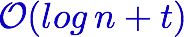 𝒪(log n + t)